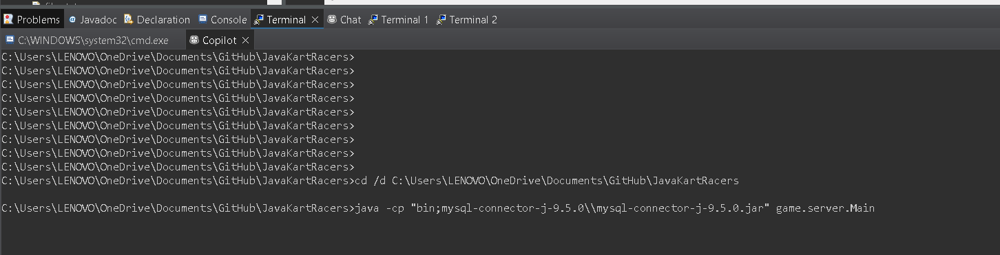 Problems Javadoc Declaration Console Terminal Chat Terminal 1 Terminal 2
C:\WINDOWS\system32\cmd.exe Copilot
C:\Users\LENOVO\OneDrive\Documents\GitHub\JavaKartRacers>
C:\Users\LENOVO\OneDrive\Documents\GitHub\JavaKartRacers>
C:\Users\LENOVO\OneDrive\Documents\GitHub\JavaKartRacers>
C:\Users\LENOVO\OneDrive\Documents\GitHub\JavaKartRacers>
C:\Users\LENOVO\OneDrive\Documents\GitHub\JavaKartRacers>
C:\Users\LENOVO\OneDrive\Documents\GitHub\JavaKartRacers>
C:\Users\LENOVO\OneDrive\Documents\GitHub\JavaKartRacers>
C:\Users\LENOVO\OneDrive\Documents\GitHub\JavaKartRacers>
C:\Users\LENOVO\OneDrive\Documents\GitHub\JavaKartRacers>
C:\Users\LENOVO\OneDrive\Documents\GitHub\JavaKartRacers>cd /d C:\Users\LENOVO\OneDrive\Documents\GitHub\JavaKartRacers
C:\Users\LENOVO\OneDrive\Documents\GitHub\JavaKartRacers>java -cp "bin;mysql-connector-j-9.5.0\\mysql-connector-j-9.5.0.jar" game.server.Main